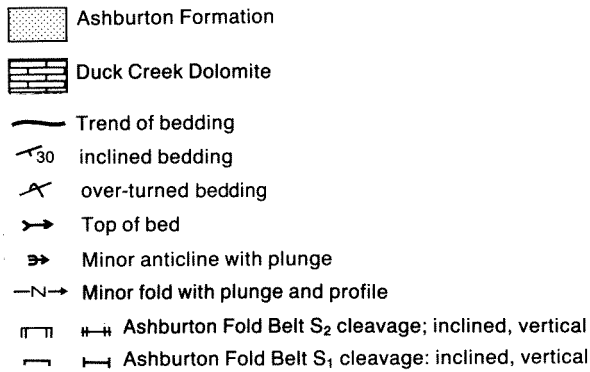 Ashburton Formation
Duck Creek Dolomite
Trend of bedding
30 inclined bedding
over-turned bedding
Top of bed
Minor anticline with plunge
N Minor fold with plunge and profile
Ashburton Fold Belt S₂ cleavage; inclined, vertical
Ashburton Fold Belt S₁ cleavage: inclined, vertical